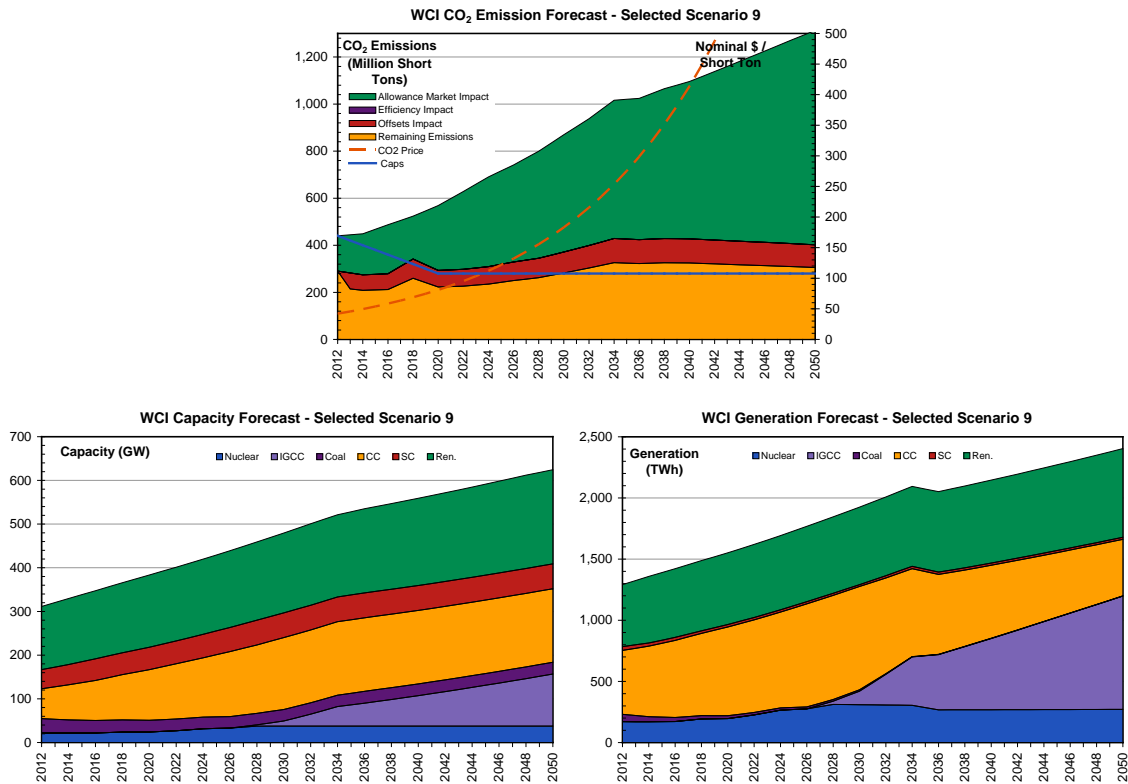 WCI CO₂ Emission Forecast - Selected Scenario 9
CO₂ Emissions
(Million Short
Tons)
Nominal $ /
Short Ton
Allowance Market Impact
Efficiency Impact
Offsets Impact
Remaining Emissions
CO2 Price
Caps
1,200
1,000
800
600
400
200
0
500
450
400
350
300
250
200
150
100
50
0
2012 2014 2016 2018 2020 2022 2024 2026 2028 2030 2032 2034 2036 2038 2040 2042 2044 2046 2048 2050
WCI Capacity Forecast - Selected Scenario 9
Capacity (GW)
Nuclear IGCC Coal CC SC Ren.
700
600
500
400
300
200
100
0
2012 2014 2016 2018 2020 2022 2024 2026 2028 2030 2032 2034 2036 2038 2040 2042 2044 2046 2048 2050
WCI Generation Forecast - Selected Scenario 9
Generation
(TWh)
Nuclear IGCC Coal CC SC Ren.
2,500
2,000
1,500
1,000
500
0
2012 2014 2016 2018 2020 2022 2024 2026 2028 2030 2032 2034 2036 2038 2040 2042 2044 2046 2048 2050